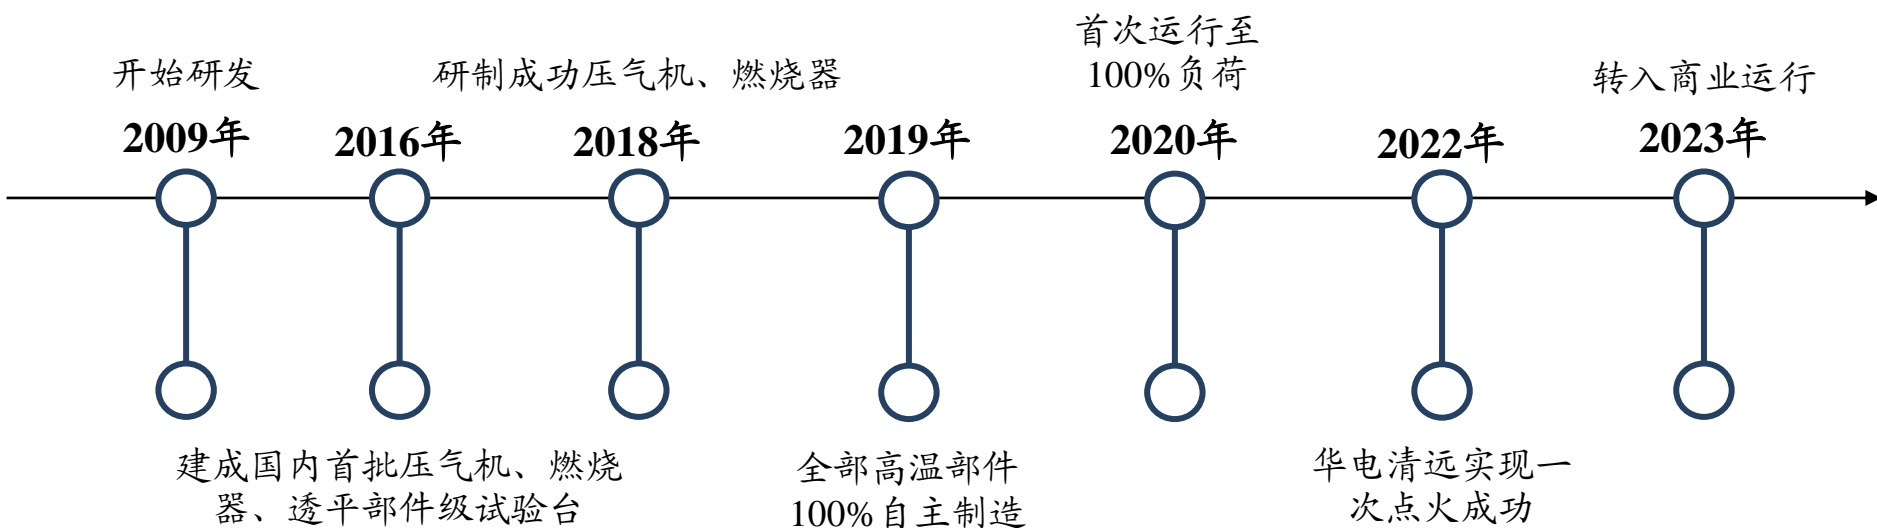 开始研发
研制成功压气机、燃烧器
首次运行至
100%负荷
转入商业运行
2009年
2016年
2018年
2019年
2020年
2022年
2023年
建成国内首批压气机、燃烧
器、透平部件级试验台
全部高温部件
100%自主制造
华电清远实现一
次点火成功